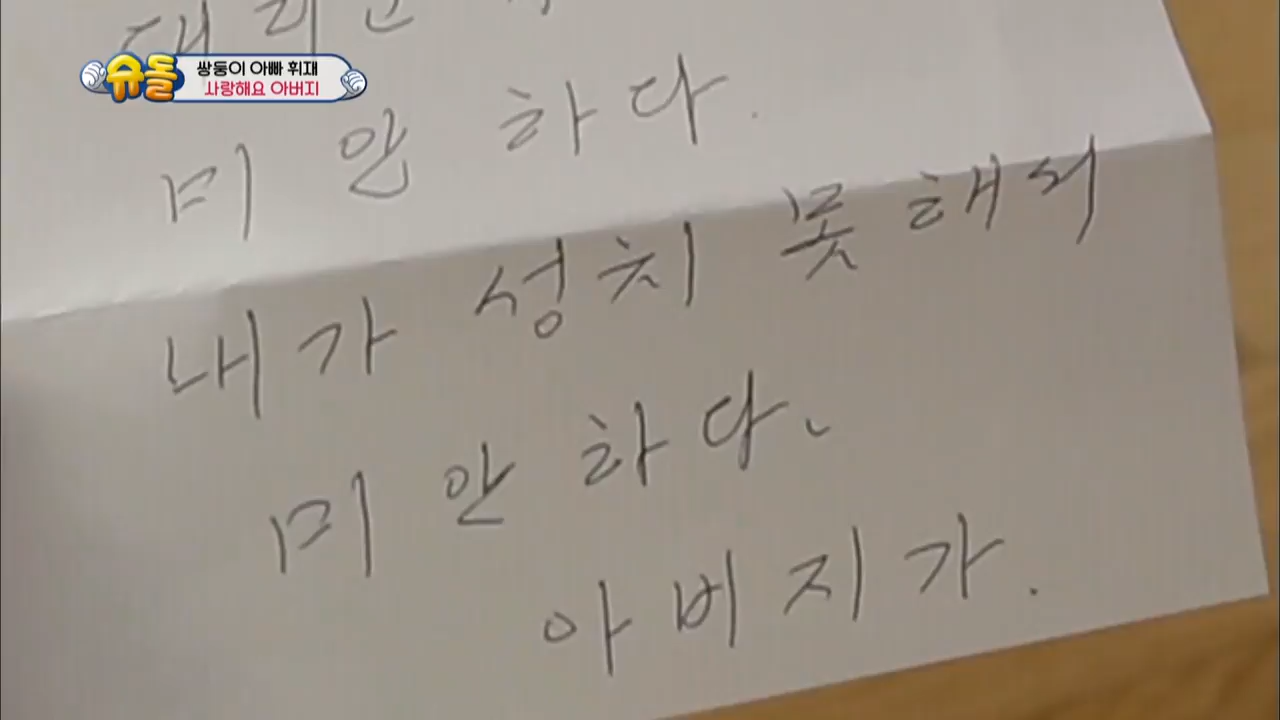 슈돌
쌍둥이 아빠 휘재
사랑해요 아버지
미안하다.
내가 성치 못해서
미안하다.
아버지가.